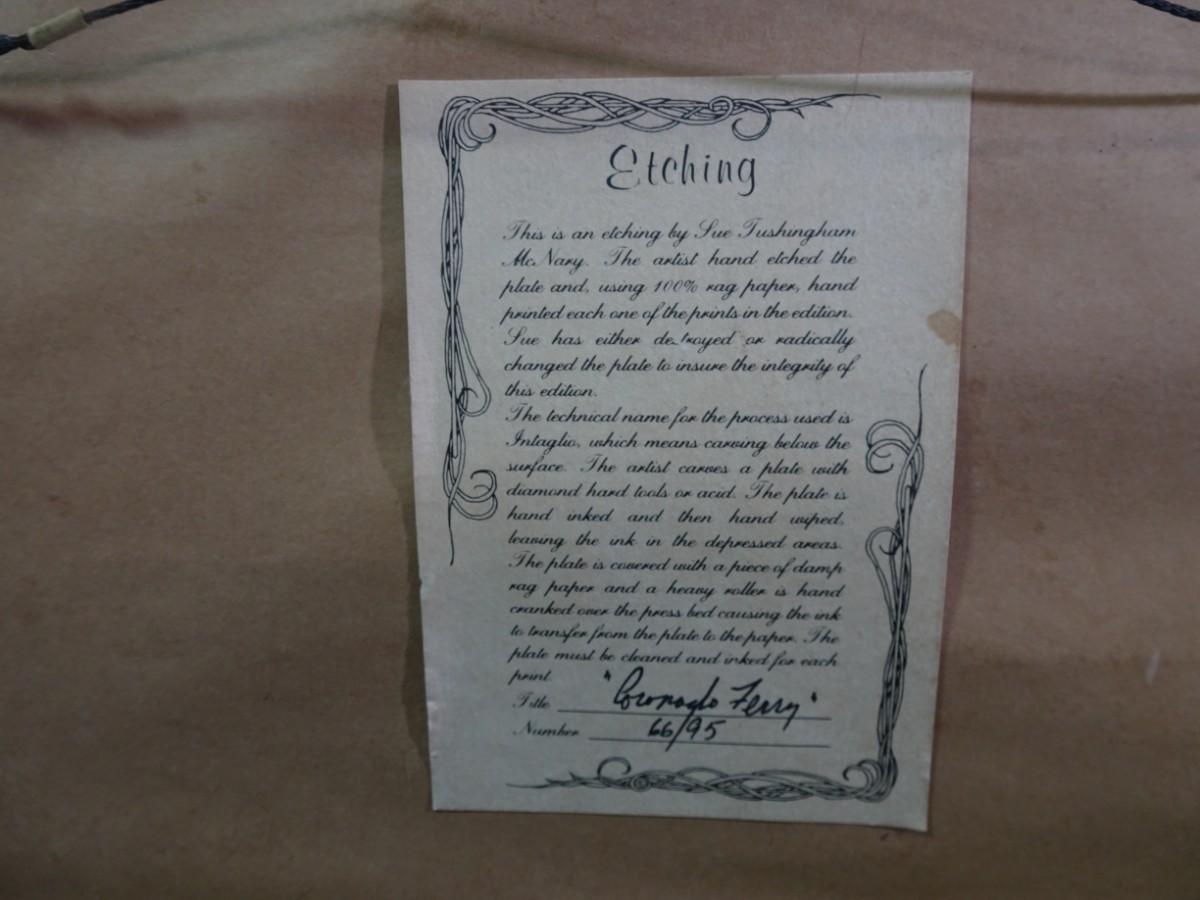 Etching
This is an etching by Sue Tushingham
McNary. The artist hand etched the
plate and, using 100% rag paper, hand
printed each one of the prints in the edition.
Sue has either destroyed or radically
changed the plate to insure the integrity of
this edition.
The technical name for the process used is
Intaglio, which means carving below the
surface. The artist carves a plate with
diamond hard tools or acid. The plate is
hand inked and then hand wiped,
leaving the ink in the depressed areas.
The plate is covered with a piece of damp
rag paper and a heavy roller is hand
cranked over the press bed causing the ink
to transfer from the plate to the paper. The
plate must be cleaned and inked for each
print.
Title "Coronado Ferry"
Number 66/95